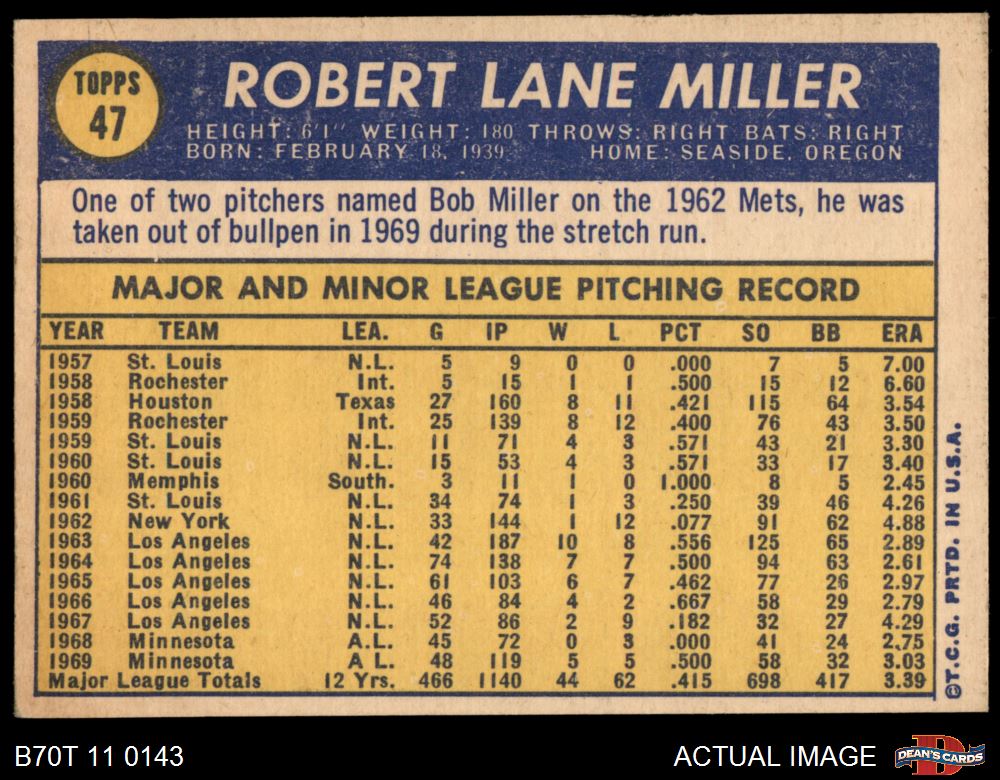 TOPPS
47
ROBERT LANE MILLER
HEIGHT: 6'1" WEIGHT: 180 THROWS: RIGHT BATS: RIGHT
BORN: FEBRUARY 18, 1939 HOME: SEASIDE, OREGON
One of two pitchers named Bob Miller on the 1962 Mets, he was
taken out of bullpen in 1969 during the stretch run.
MAJOR AND MINOR LEAGUE PITCHING RECORD
YEAR TEAM LEA. G IP W L PCT SO BB ERA
1957 St. Louis N.L. 5 9 0 0 .000 7 5 7.00
1958 Rochester Int. 5 15 1 1 .500 15 12 6.60
1958 Houston Texas 27 160 8 11 .421 115 64 3.54
1959 Rochester Int. 25 139 8 12 .400 76 43 3.50
1959 St. Louis N.L. 11 71 4 3 .571 43 21 3.30
1960 St. Louis N.L. 15 53 4 3 .571 33 17 3.40
1960 Memphis South. 3 11 1 0 1.000 8 5 2.45
1961 St. Louis N.L. 34 74 1 3 .250 39 46 4.26
1962 New York N.L. 33 144 1 12 .077 91 62 4.88
1963 Los Angeles N.L. 42 187 10 8 .556 125 65 2.89
1964 Los Angeles N.L. 74 138 7 7 .500 94 63 2.61
1965 Los Angeles N.L. 61 103 6 7 .462 77 26 2.97
1966 Los Angeles N.L. 46 84 4 2 .667 58 29 2.79
1967 Los Angeles N.L. 52 86 2 9 .182 32 27 4.29
1968 Minnesota A.L. 45 72 0 3 .000 41 24 2.75
1969 Minnesota A L. 48 119 5 5 .500 58 32 3.03
Major League Totals 12 Yrs. 466 1140 44 62 .415 698 417 3.39
©T.C.G. PRTD. IN U.S.A.
B70T 11 0143
ACTUAL IMAGE
DEAN'S CARDS